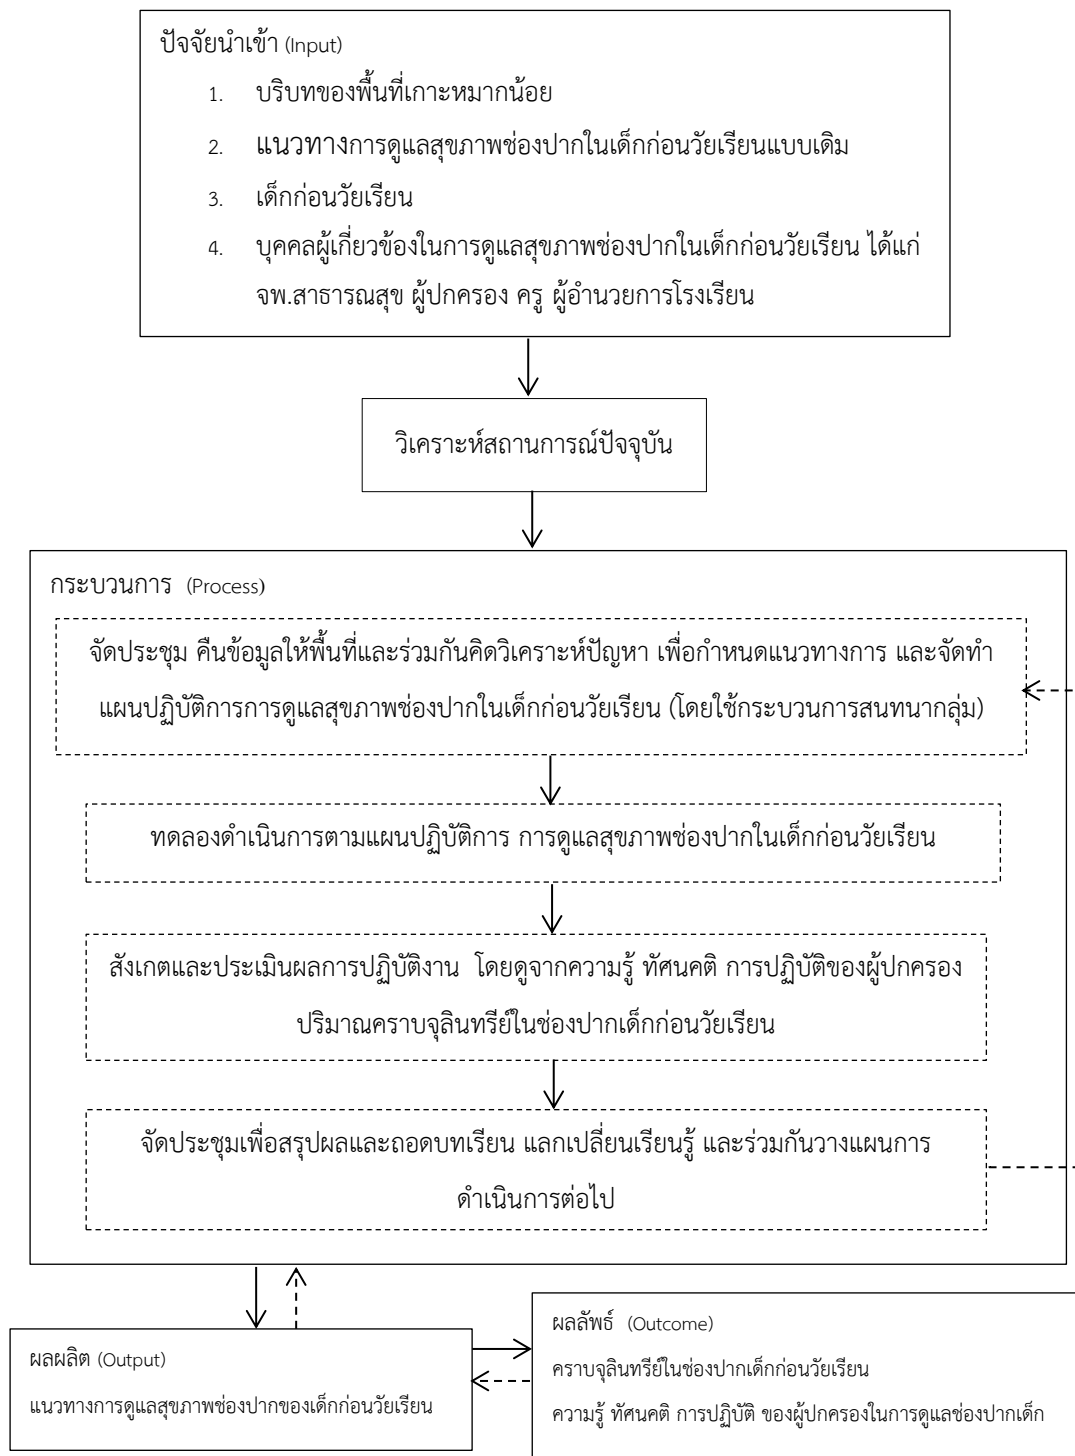 ปัจจัยนำเข้า (Input)
1. บริบทของพื้นที่เกาะหมากน้อย
2. แนวทางการดูแลสุขภาพช่องปากในเด็กก่อนวัยเรียนแบบเดิม
3. เด็กก่อนวัยเรียน
4. บุคคลผู้เกี่ยวข้องในการดูแลสุขภาพช่องปากในเด็กก่อนวัยเรียน ได้แก่
จพ.สาธารณสุข ผู้ปกครอง ครู ผู้อำนวยการโรงเรียน
วิเคราะห์สถานการณ์ปัจจุบัน
กระบวนการ (Process)
จัดประชุม คืนข้อมูลให้พื้นที่และร่วมกันคิดวิเคราะห์ปัญหา เพื่อกำหนดแนวทางการ และจัดทำ
แผนปฏิบัติการการดูแลสุขภาพช่องปากในเด็กก่อนวัยเรียน (โดยใช้กระบวนการสนทนากลุ่ม)
ทดลองดำเนินการตามแผนปฏิบัติการ การดูแลสุขภาพช่องปากในเด็กก่อนวัยเรียน
สังเกตและประเมินผลการปฏิบัติงาน โดยดูจากความรู้ ทัศนคติ การปฏิบัติของผู้ปกครอง
ปริมาณคราบจุลินทรีย์ในช่องปากเด็กก่อนวัยเรียน
จัดประชุมเพื่อสรุปผลและถอดบทเรียน แลกเปลี่ยนเรียนรู้ และร่วมกันวางแผนการ
ดำเนินการต่อไป
ผลผลิต (Output)
แนวทางการดูแลสุขภาพช่องปากของเด็กก่อนวัยเรียน
ผลลัพธ์ (Outcome)
คราบจุลินทรีย์ในช่องปากเด็กก่อนวัยเรียน
ความรู้ ทัศนคติ การปฏิบัติ ของผู้ปกครองในการดูแลช่องปากเด็ก